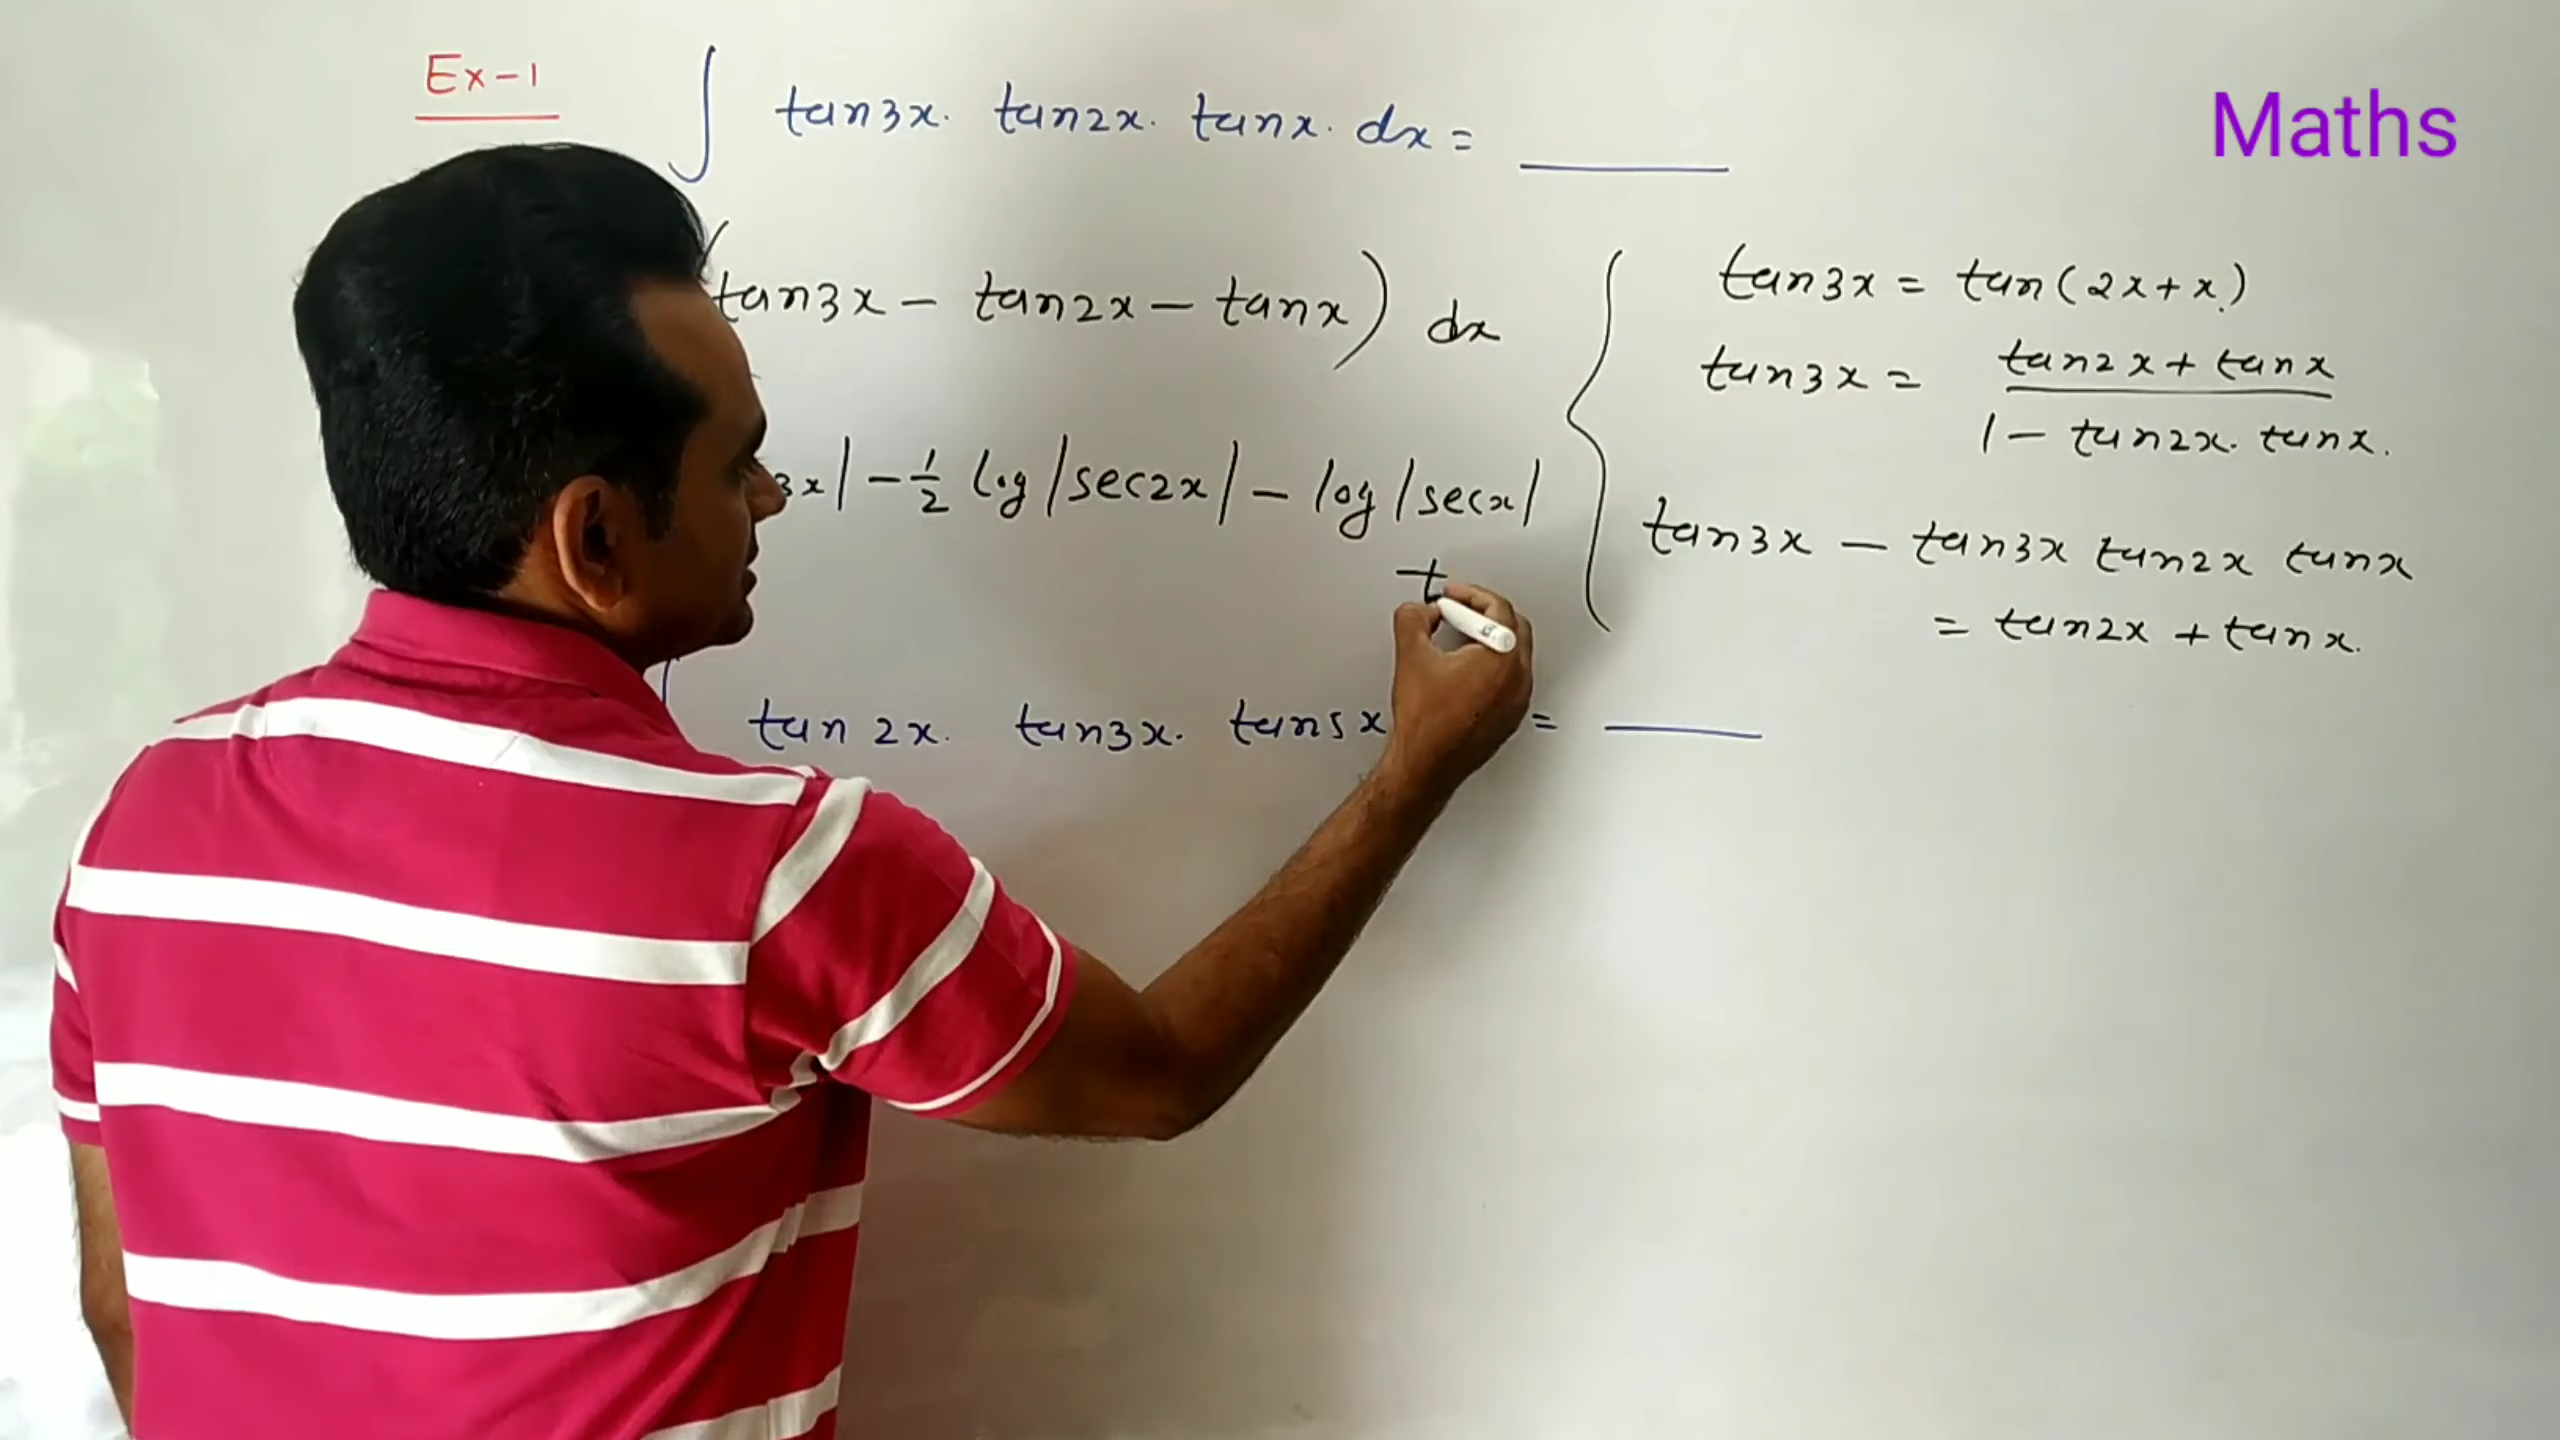 Ex-1 ∫ tan3x. tan2x. tanx. dx = ____
Maths
(tan3x - tan2x - tanx) dx
tan3x = tan(2x+x)
tan3x = (tan2x + tanx) / (1 - tan2x. tanx.)
3x| - 1/2 log|sec2x| - log|secx|
tan3x - tan3x tan2x tanx
= tan2x + tanx.
∫ tan 2x. tan3x. tan5x = ____